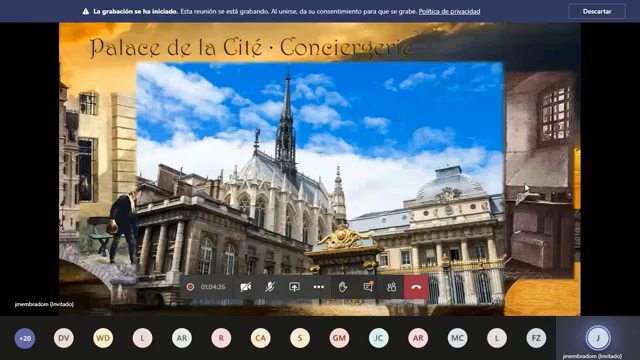 La grabación se ha iniciado. Esta reunión se está grabando. Al unirse, da su consentimiento para que se grabe. Política de privacidad
Descartar
Palace de la Cité · Conciergerie
01:04:26
jmembradom (Invitado)
+20 DV WD L AR R CA S GM JC AR MC L FZ J
jmembradom (Invitado)